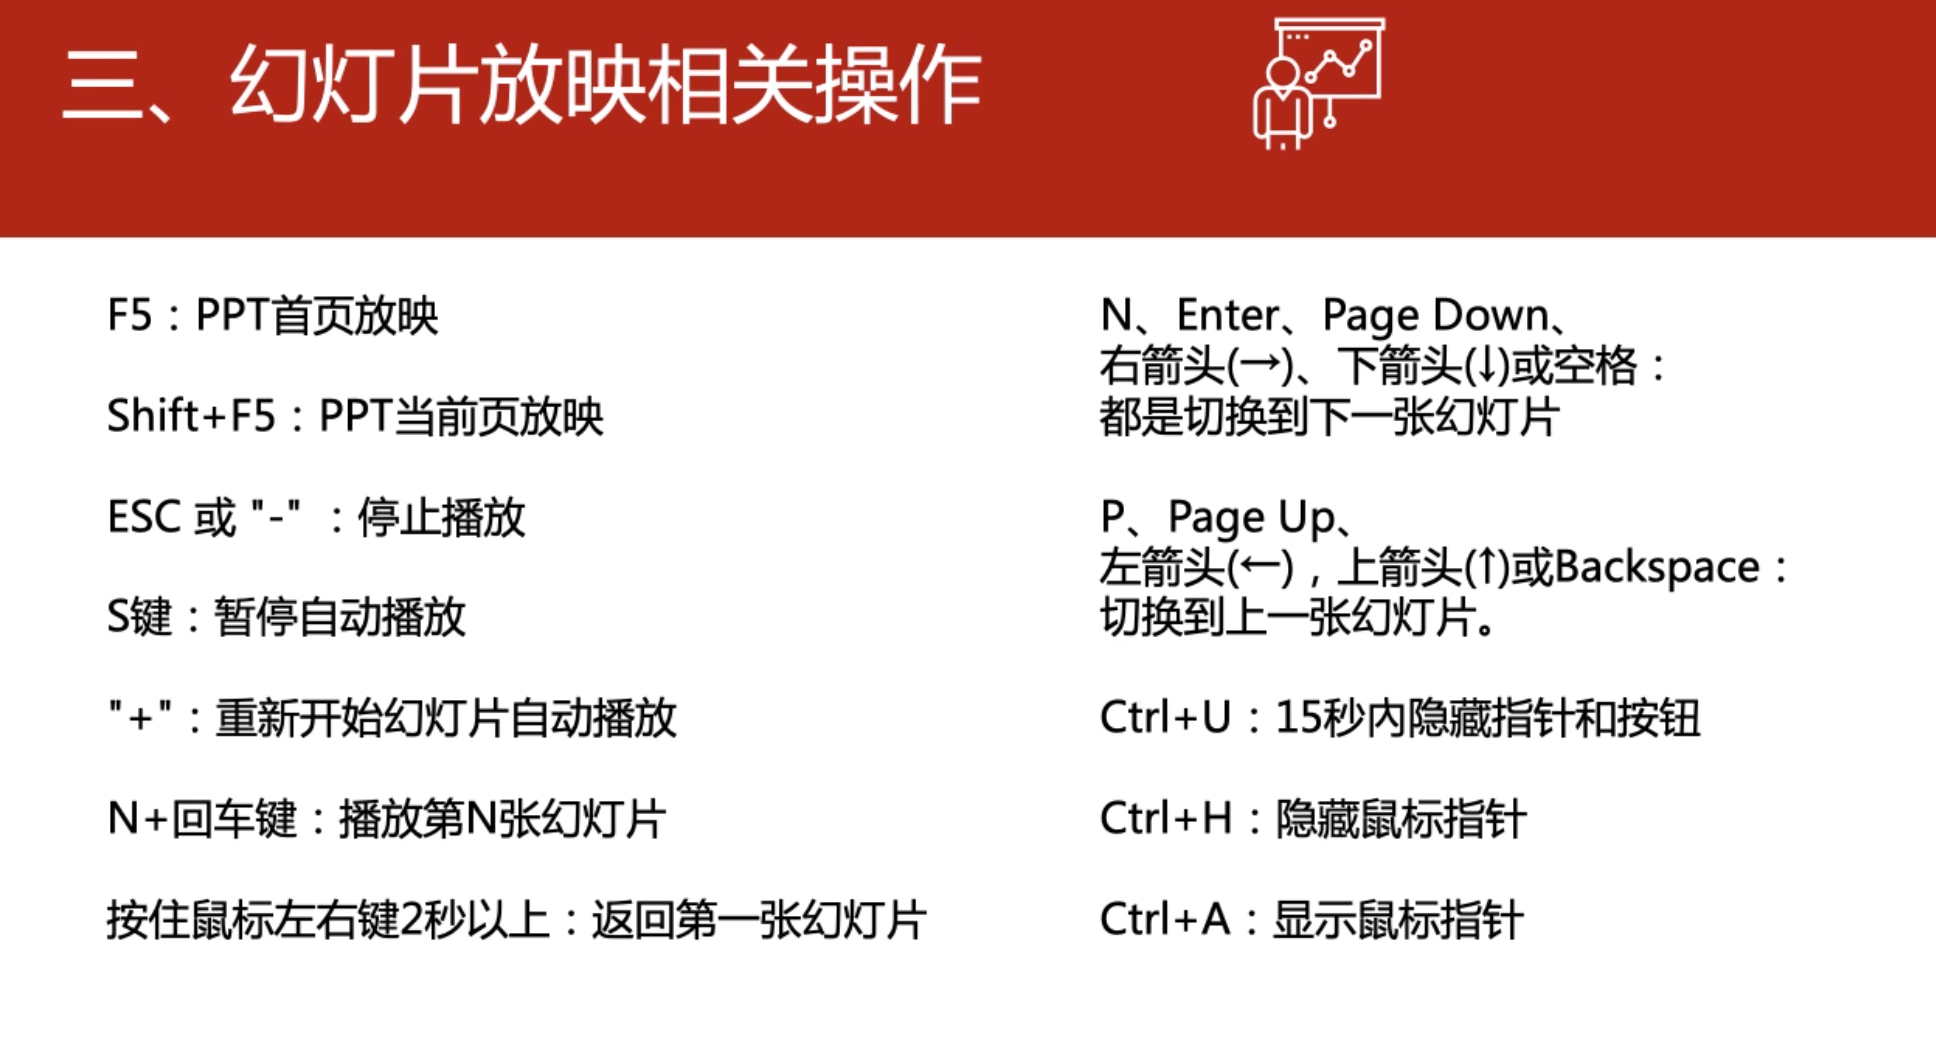 三、幻灯片放映相关操作
F5：PPT首页放映
Shift+F5：PPT当前页放映
ESC 或 "-" ：停止播放
S键：暂停自动播放
"+"：重新开始幻灯片自动播放
N+回车键：播放第N张幻灯片
按住鼠标左右键2秒以上：返回第一张幻灯片
N、Enter、Page Down、
右箭头(→)、下箭头(↓)或空格：
都是切换到下一张幻灯片
P、Page Up、
左箭头(←)，上箭头(↑)或Backspace：
切换到上一张幻灯片。
Ctrl+U：15秒内隐藏指针和按钮
Ctrl+H：隐藏鼠标指针
Ctrl+A：显示鼠标指针